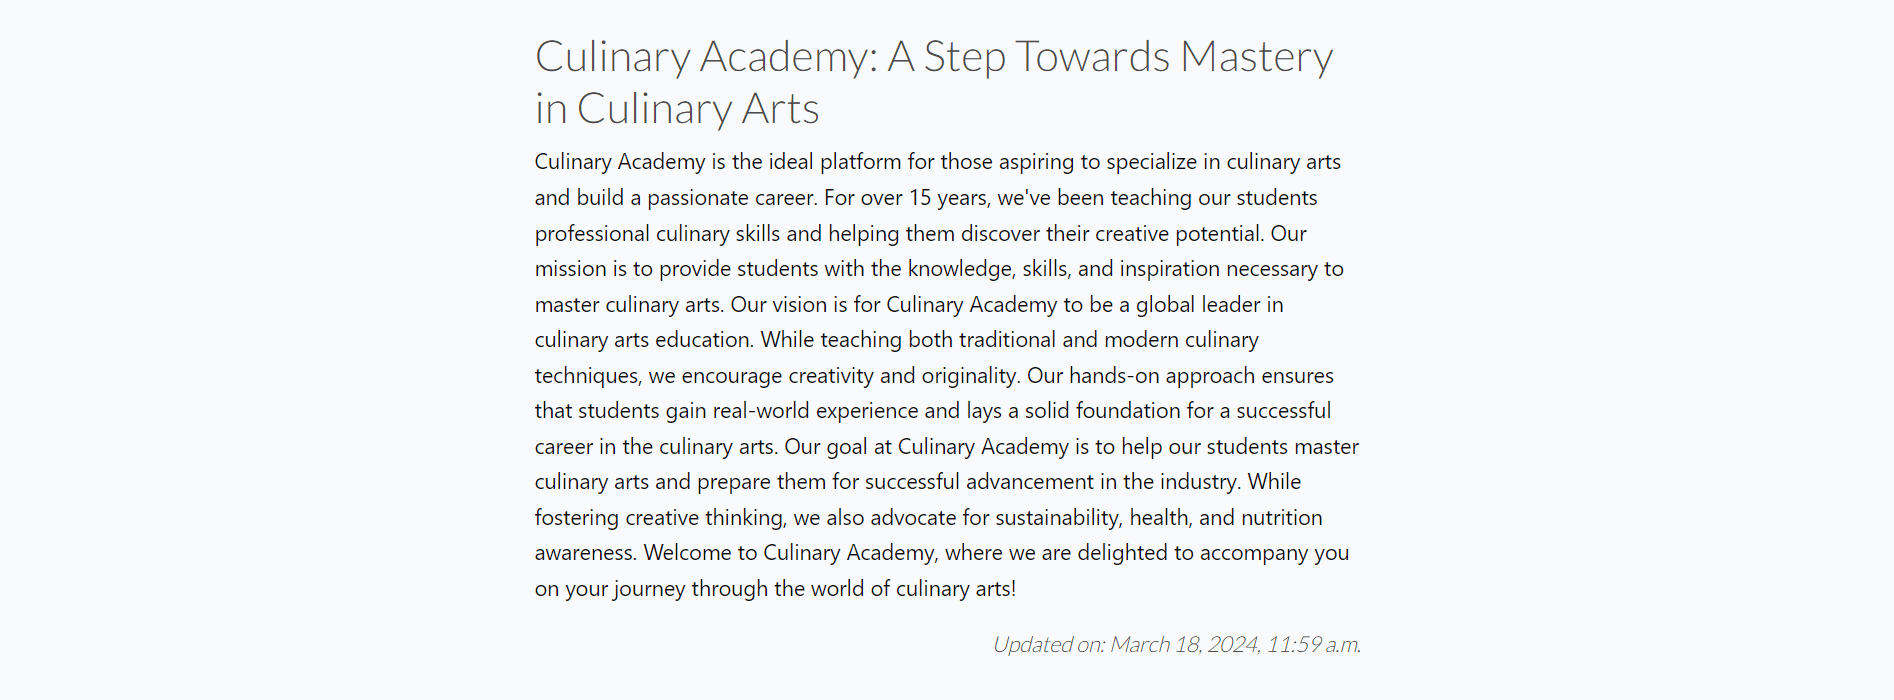 Culinary Academy: A Step Towards Mastery
in Culinary Arts
Culinary Academy is the ideal platform for those aspiring to specialize in culinary arts
and build a passionate career. For over 15 years, we've been teaching our students
professional culinary skills and helping them discover their creative potential. Our
mission is to provide students with the knowledge, skills, and inspiration necessary to
master culinary arts. Our vision is for Culinary Academy to be a global leader in
culinary arts education. While teaching both traditional and modern culinary
techniques, we encourage creativity and originality. Our hands-on approach ensures
that students gain real-world experience and lays a solid foundation for a successful
career in the culinary arts. Our goal at Culinary Academy is to help our students master
culinary arts and prepare them for successful advancement in the industry. While
fostering creative thinking, we also advocate for sustainability, health, and nutrition
awareness. Welcome to Culinary Academy, where we are delighted to accompany you
on your journey through the world of culinary arts!
Updated on: March 18, 2024, 11:59 a.m.